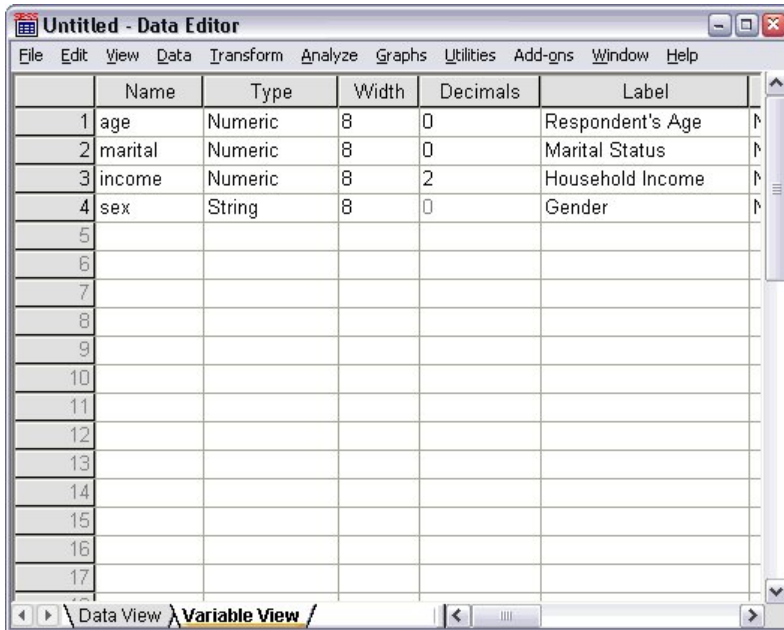 Untitled - Data Editor
File Edit View Data Transform Analyze Graphs Utilities Add-ons Window Help
Name Type Width Decimals Label
1 age Numeric 8 0 Respondent's Age
2 marital Numeric 8 0 Marital Status
3 income Numeric 8 2 Household Income
4 sex String 8 0 Gender
5
6
7
8
9
10
11
12
13
14
15
16
17
Data View Variable View